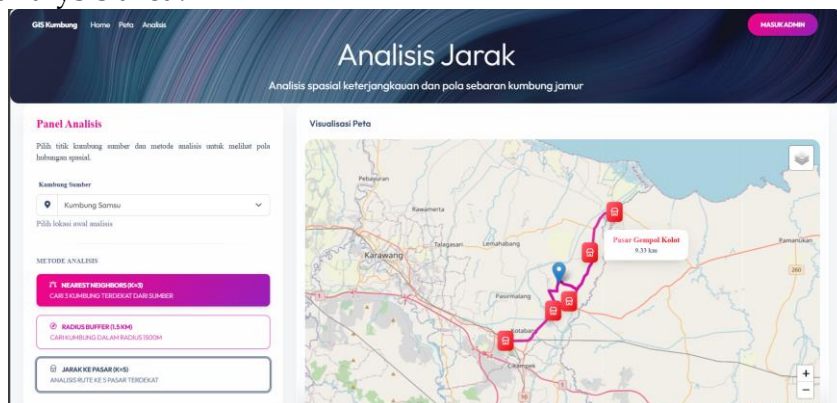 GIS Kumbung Home Peta Analisis
MASUK ADMIN
Analisis Jarak
Analisis spasial keterjangkauan dan pola sebaran kumbung jamur
Panel Analisis
Pilih titik kumbung sumber dan metode analisis untuk melihat pola
hubungan spasial.
Kumbung Sumber
Kumbung Samsu
Pilih lokasi awal analisis
METODE ANALISIS
NEAREST NEIGHBORS (K=3)
CARI 3 KUMBUNG TERDEKAT DARI SUMBER
RADIUS BUFFER (1.5 KM)
CARI KUMBUNG DALAM RADIUS 1500M
JARAK KE PASAR (K=5)
ANALISIS RUTE KE 5 PASAR TERDEKAT
Visualisasi Peta
Pebayuran
Rawamerta
Talagasari
Lemahabang
Karawang
Pasar Gempol Kolot
9.33 km
Pamanukan
260
Pasirmalang
Kotabaru
Cikampek
+
−